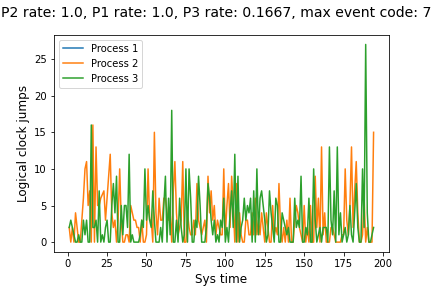 P2 rate: 1.0, P1 rate: 1.0, P3 rate: 0.1667, max event code: 7
Process 1
Process 2
Process 3
Logical clock jumps
25
20
15
10
5
0
0 25 50 75 100 125 150 175 200
Sys time